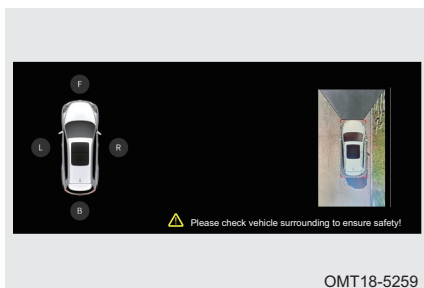 F
L
R
B
Please check vehicle surrounding to ensure safety!
OMT18-5259